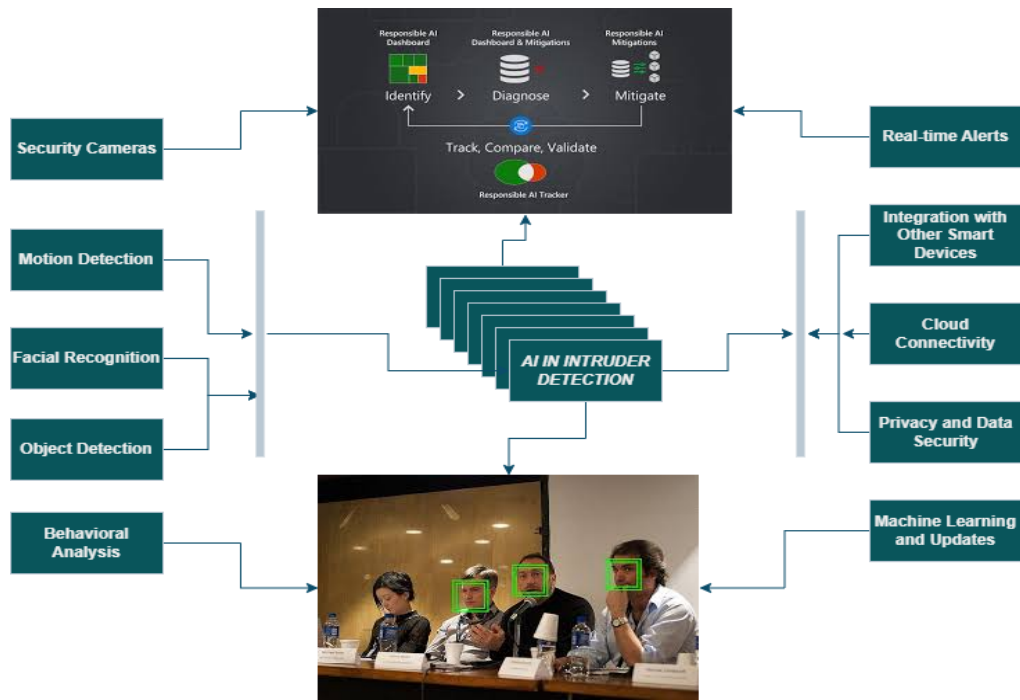 Responsible AI
Dashboard
Responsible AI
Dashboard & Mitigations
Responsible AI
Mitigations
Identify
>
Diagnose
>
Mitigate
Track, Compare, Validate
Responsible AI Tracker
Security Cameras
Motion Detection
Facial Recognition
Object Detection
Behavioral
Analysis
AI IN INTRUDER
DETECTION
Real-time Alerts
Integration with
Other Smart
Devices
Cloud
Connectivity
Privacy and Data
Security
Machine Learning
and Updates